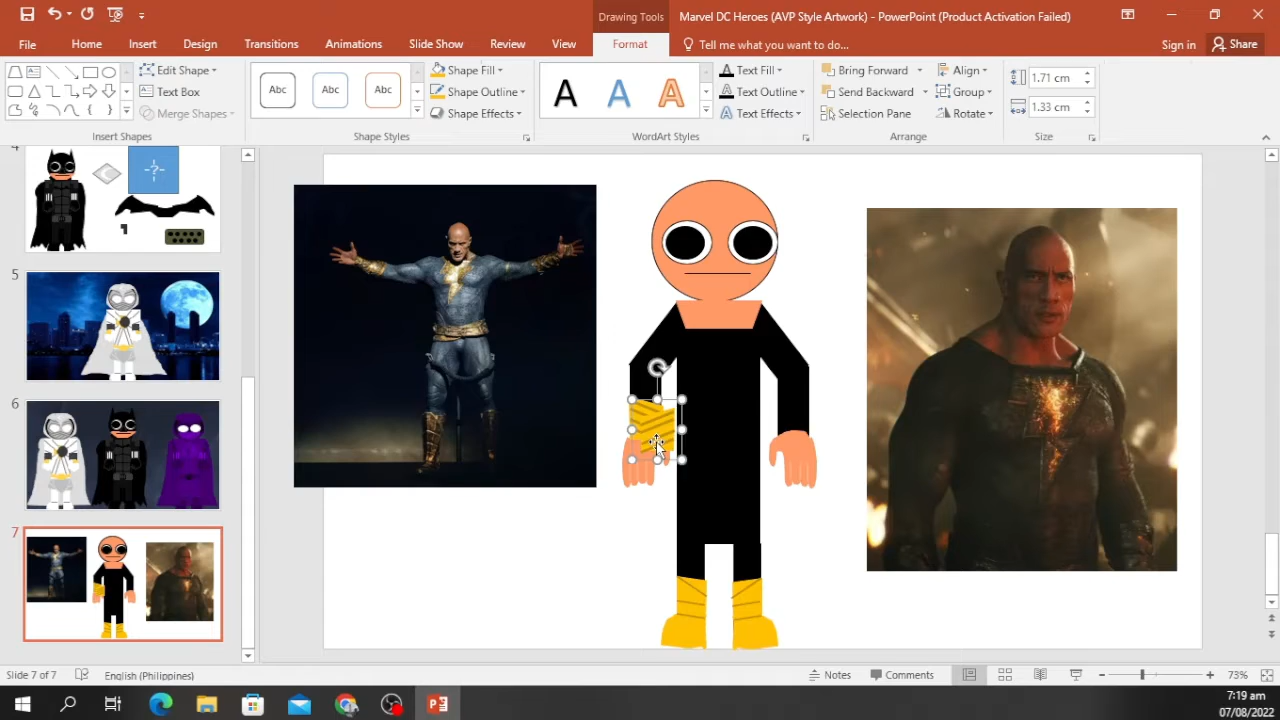 Drawing Tools
Marvel DC Heroes (AVP Style Artwork) - PowerPoint (Product Activation Failed)
File
Home
Insert
Design
Transitions
Animations
Slide Show
Review
View
Format
Tell me what you want to do...
Sign in
Share
Edit Shape
Text Box
Merge Shapes
Insert Shapes
Abc
Abc
Abc
Shape Fill
Shape Outline
Shape Effects
Shape Styles
A
A
A
Text Fill
Text Outline
Text Effects
WordArt Styles
Bring Forward
Send Backward
Selection Pane
Align
Group
Rotate
Arrange
1.71 cm
1.33 cm
Size
4
?
5
6
7
Slide 7 of 7
English (Philippines)
Notes
Comments
73%
7:19 am
07/08/2022